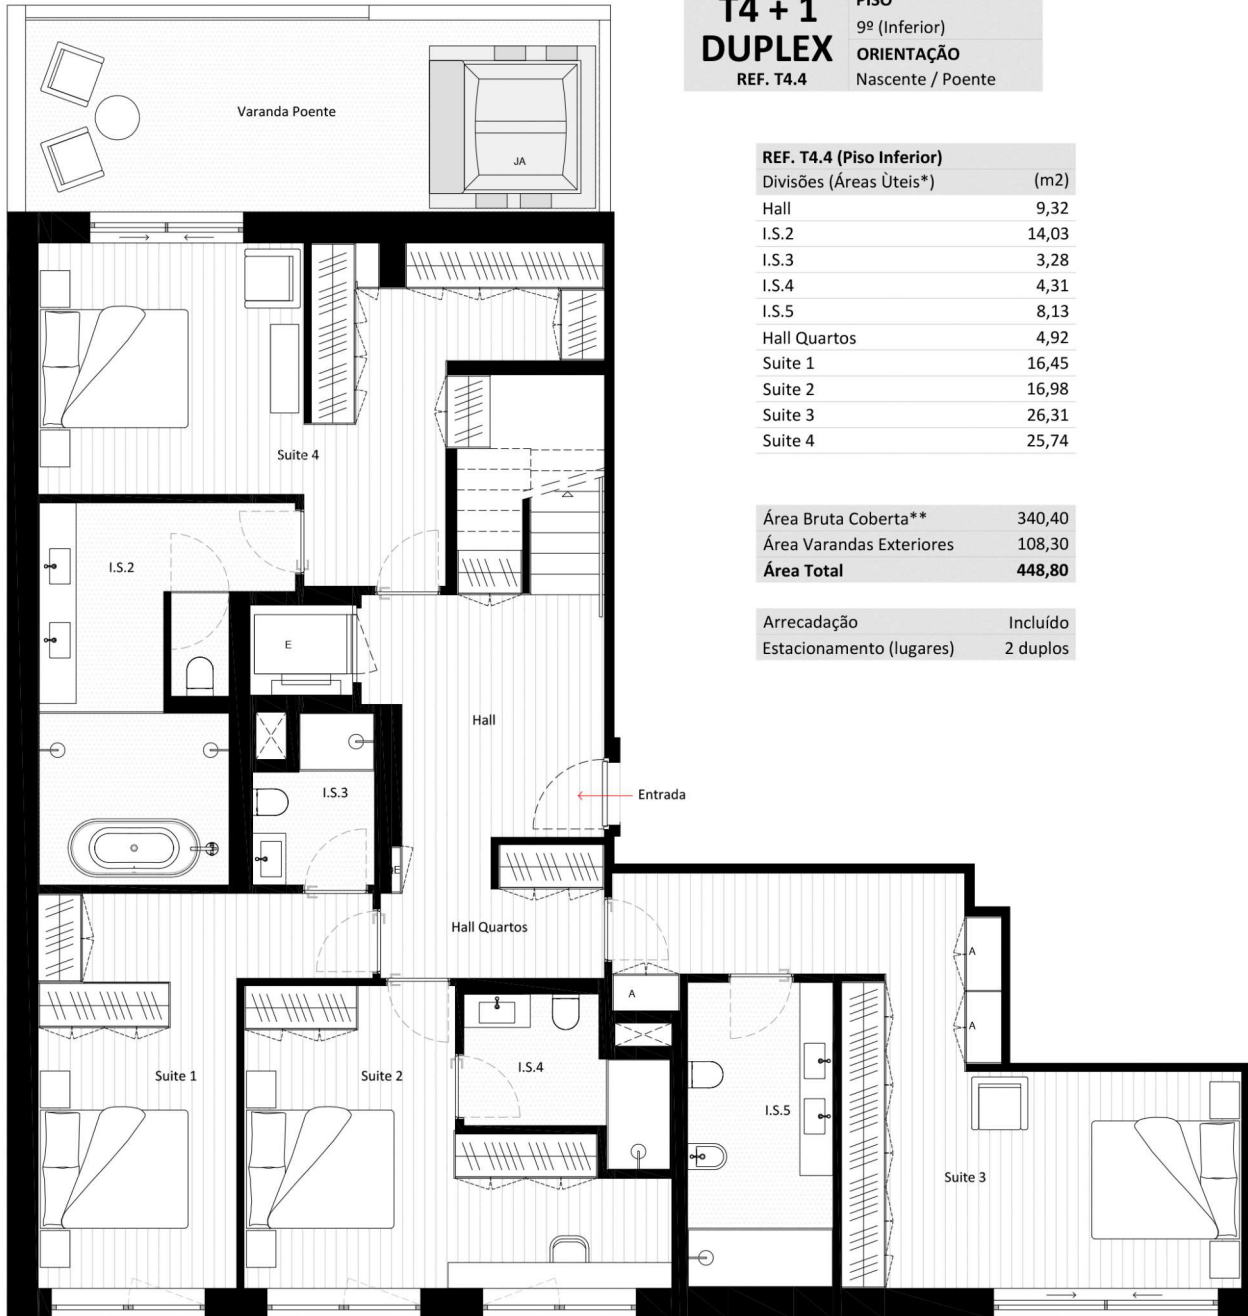 T4 + 1
DUPLEX
REF. T4.4
PISO
9º (Inferior)
ORIENTAÇÃO
Nascente / Poente
REF. T4.4 (Piso Inferior)
Divisões (Áreas Ùteis*) (m2)
Hall 9,32
I.S.2 14,03
I.S.3 3,28
I.S.4 4,31
I.S.5 8,13
Hall Quartos 4,92
Suite 1 16,45
Suite 2 16,98
Suite 3 26,31
Suite 4 25,74
Área Bruta Coberta** 340,40
Área Varandas Exteriores 108,30
Área Total 448,80
Arrecadação Incluído
Estacionamento (lugares) 2 duplos
Varanda Poente
JA
Suite 4
I.S.2
E
Hall
I.S.3
Entrada
E
Hall Quartos
A
A
A
Suite 1
Suite 2
I.S.4
I.S.5
Suite 3